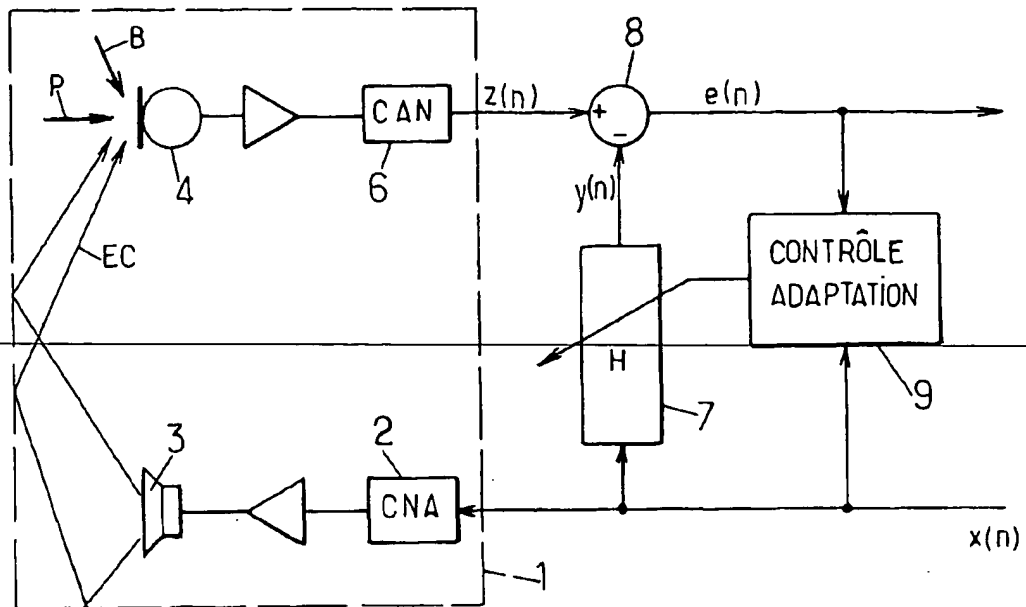 B
8
P
CAN
z(n)
+
e(n)
−
4
6
y(n)
EC
CONTRÔLE
ADAPTATION
H
7
9
3
2
CNA
x(n)
1